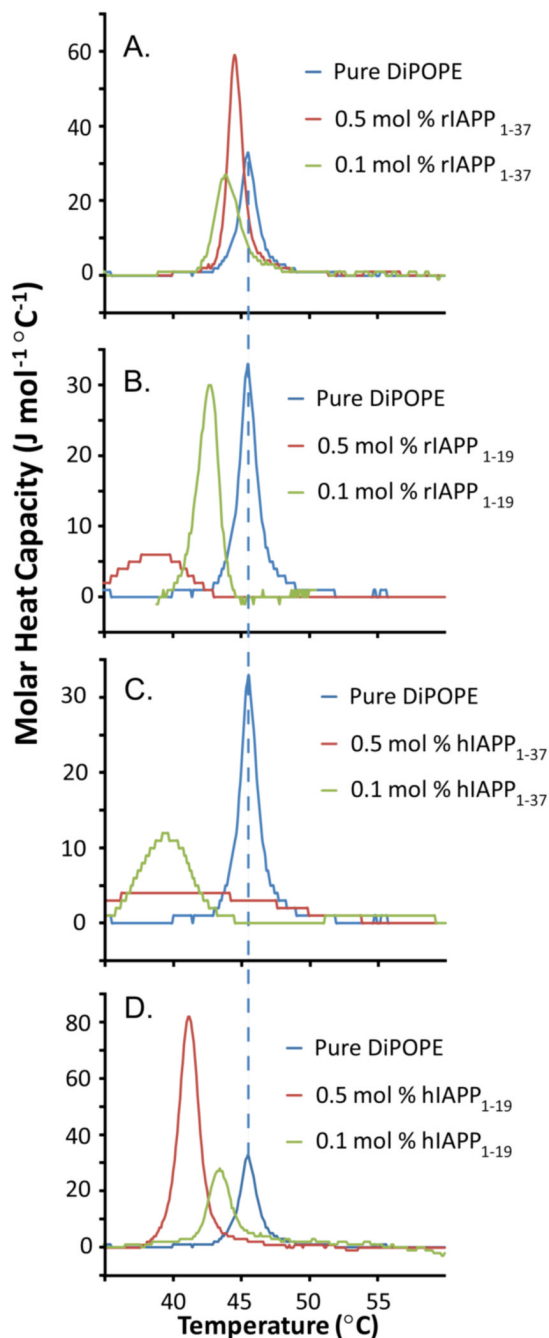 Molar Heat Capacity (J mol⁻¹ °C⁻¹)
A.
60
40
20
0
Pure DiPOPE
0.5 mol % rIAPP₁₋₃₇
0.1 mol % rIAPP₁₋₃₇
B.
30
20
10
0
Pure DiPOPE
0.5 mol % rIAPP₁₋₁₉
0.1 mol % rIAPP₁₋₁₉
C.
30
20
10
0
Pure DiPOPE
0.5 mol % hIAPP₁₋₃₇
0.1 mol % hIAPP₁₋₃₇
D.
80
60
40
20
0
Pure DiPOPE
0.5 mol % hIAPP₁₋₁₉
0.1 mol % hIAPP₁₋₁₉
40 45 50 55
Temperature (°C)